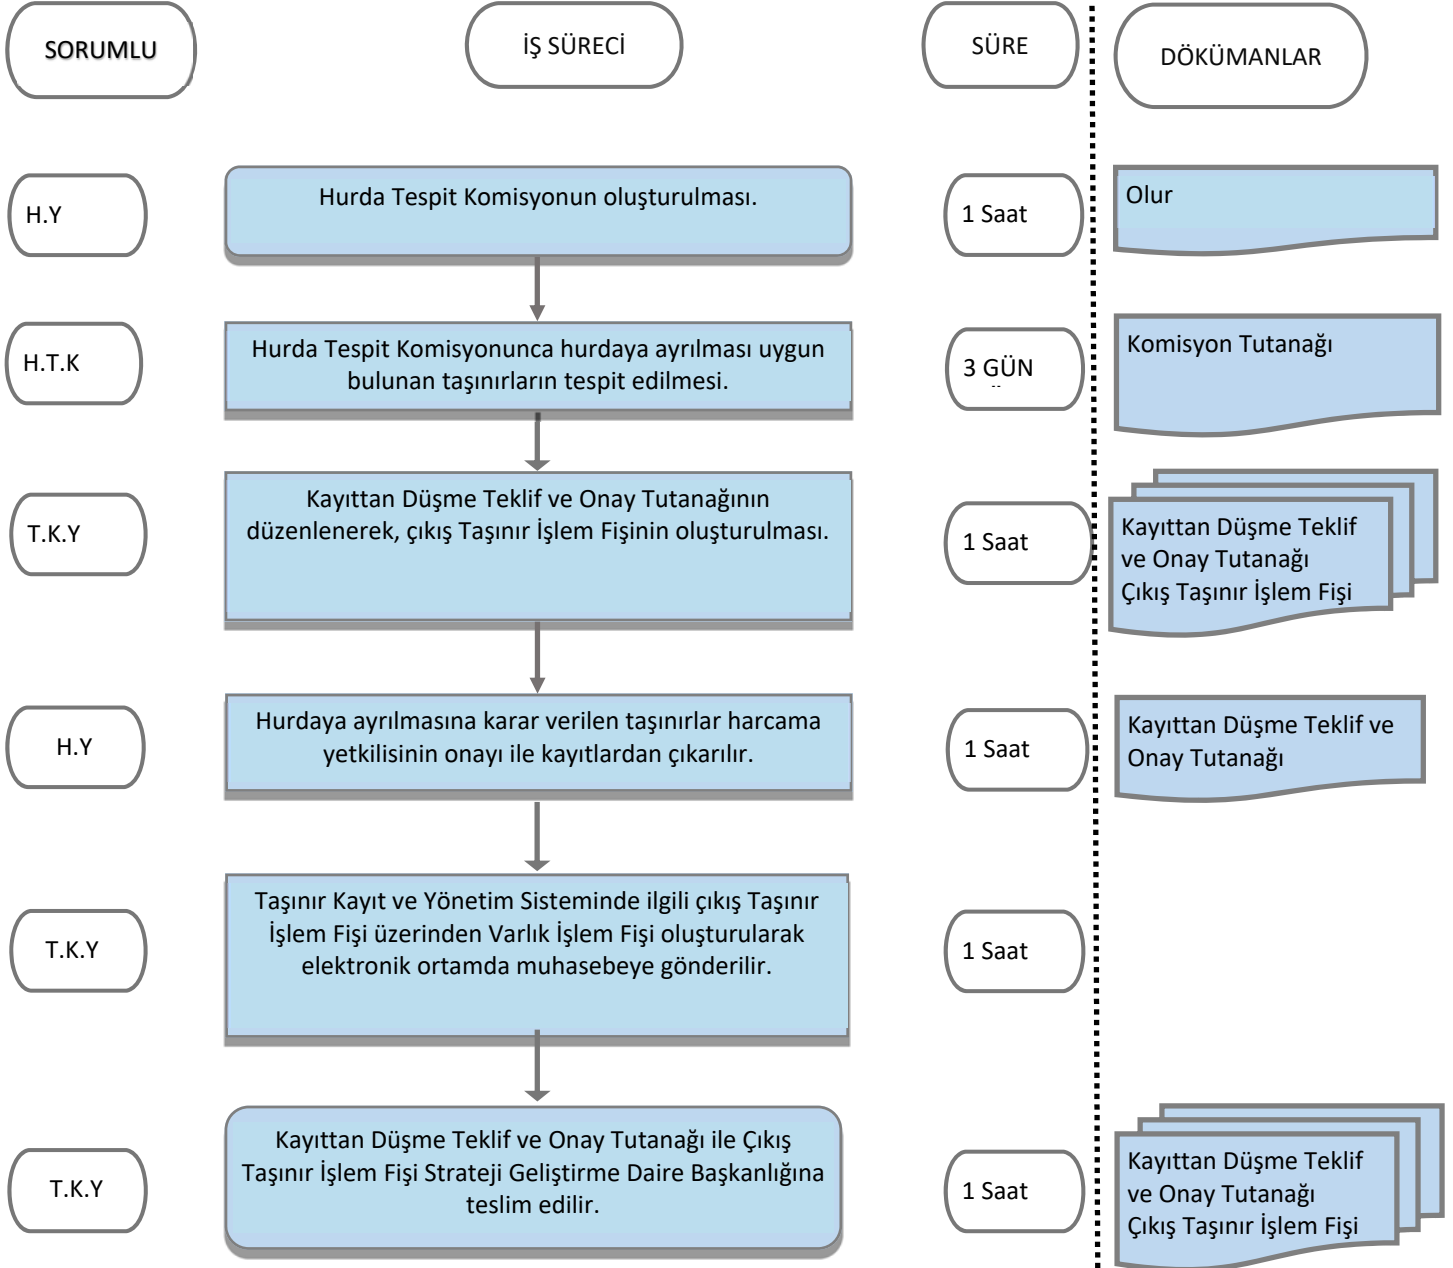 SORUMLU
İŞ SÜRECİ
SÜRE
DÖKÜMANLAR
H.Y
Hurda Tespit Komisyonun oluşturulması.
1 Saat
Olur
H.T.K
Hurda Tespit Komisyonunca hurdaya ayrılması uygun
bulunan taşınırların tespit edilmesi.
3 GÜN
Komisyon Tutanağı
T.K.Y
Kayıttan Düşme Teklif ve Onay Tutanağının
düzenlenerek, çıkış Taşınır İşlem Fişinin oluşturulması.
1 Saat
Kayıttan Düşme Teklif
ve Onay Tutanağı
Çıkış Taşınır İşlem Fişi
H.Y
Hurdaya ayrılmasına karar verilen taşınırlar harcama
yetkilisinin onayı ile kayıtlardan çıkarılır.
1 Saat
Kayıttan Düşme Teklif ve
Onay Tutanağı
T.K.Y
Taşınır Kayıt ve Yönetim Sisteminde ilgili çıkış Taşınır
İşlem Fişi üzerinden Varlık İşlem Fişi oluşturularak
elektronik ortamda muhasebeye gönderilir.
1 Saat
T.K.Y
Kayıttan Düşme Teklif ve Onay Tutanağı ile Çıkış
Taşınır İşlem Fişi Strateji Geliştirme Daire Başkanlığına
teslim edilir.
1 Saat
Kayıttan Düşme Teklif
ve Onay Tutanağı
Çıkış Taşınır İşlem Fişi